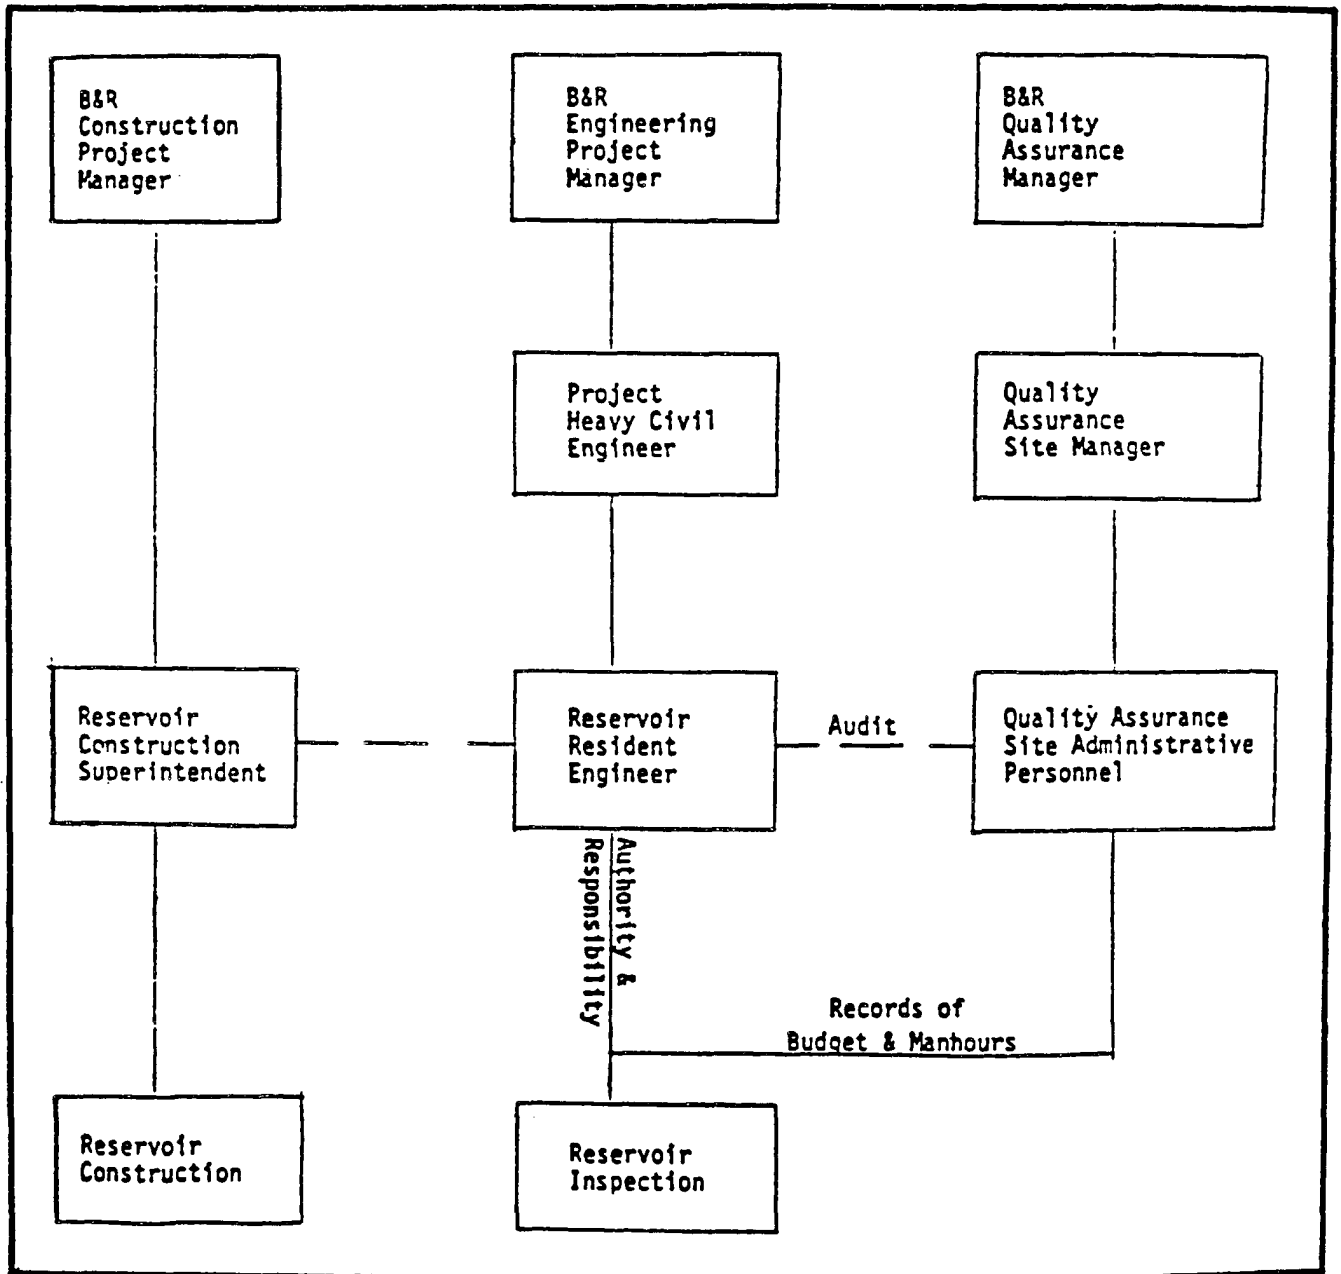 B&R
Construction
Project
Manager
B&R
Engineering
Project
Manager
B&R
Quality
Assurance
Manager
Project
Heavy Civil
Engineer
Quality
Assurance
Site Manager
Reservoir
Construction
Superintendent
Reservoir
Resident
Engineer
Audit
Quality Assurance
Site Administrative
Personnel
Authority &
Responsibility
Records of
Budget & Manhours
Reservoir
Construction
Reservoir
Inspection